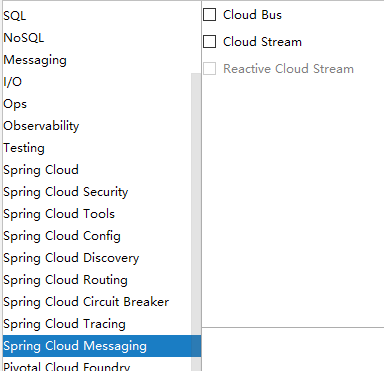 SQL
NoSQL
Messaging
I/O
Ops
Observability
Testing
Spring Cloud
Spring Cloud Security
Spring Cloud Tools
Spring Cloud Config
Spring Cloud Discovery
Spring Cloud Routing
Spring Cloud Circuit Breaker
Spring Cloud Tracing
Spring Cloud Messaging
Pivotal Cloud Foundry
Cloud Bus
Cloud Stream
Reactive Cloud Stream